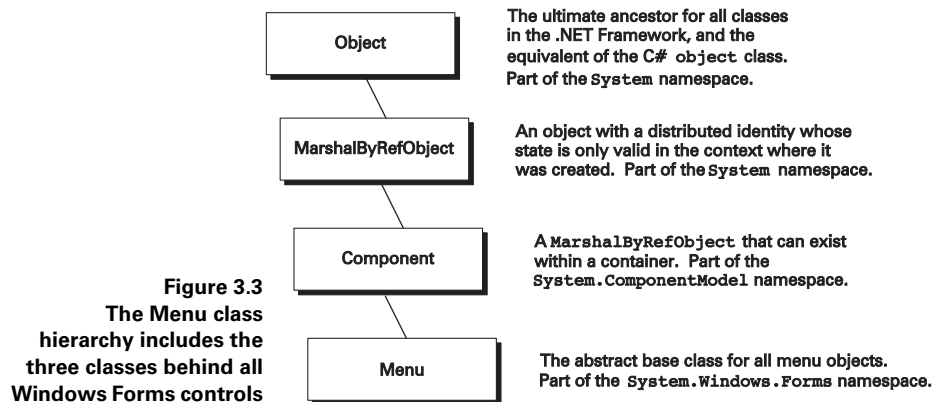 Object
The ultimate ancestor for all classes
in the .NET Framework, and the
equivalent of the C# object class.
Part of the System namespace.
MarshalByRefObject
An object with a distributed identity whose
state is only valid in the context where it
was created. Part of the System namespace.
Component
A MarshalByRefObject that can exist
within a container. Part of the
System.ComponentModel namespace.
Figure 3.3
The Menu class
hierarchy includes the
three classes behind all
Windows Forms controls
Menu
The abstract base class for all menu objects.
Part of the System.Windows.Forms namespace.